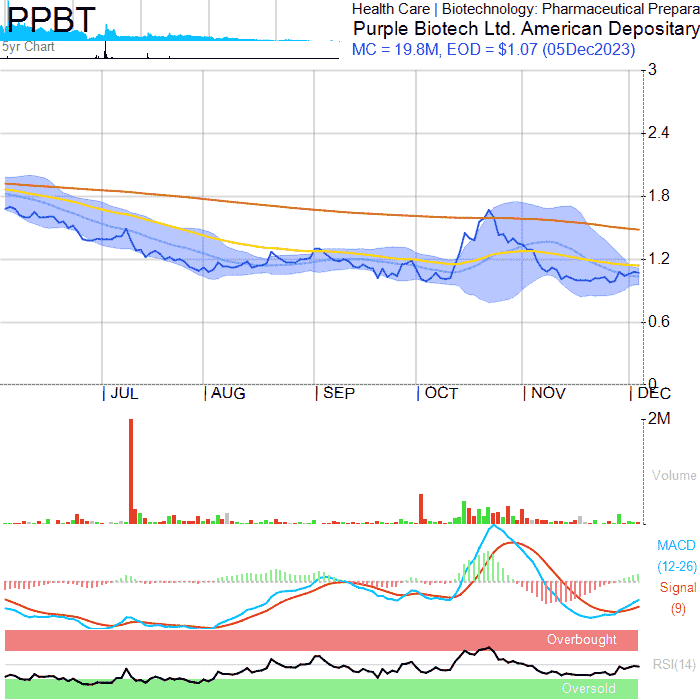 PPBT
Health Care | Biotechnology: Pharmaceutical Prepara
Purple Biotech Ltd. American Depositary
5yr Chart
MC = 19.8M, EOD = $1.07 (05Dec2023)
3
2.4
1.8
1.2
0.6
0
JUL AUG SEP OCT NOV DEC
2M
Volume
MACD
(12-26)
Signal
(9)
Overbought
RSI(14)
Oversold